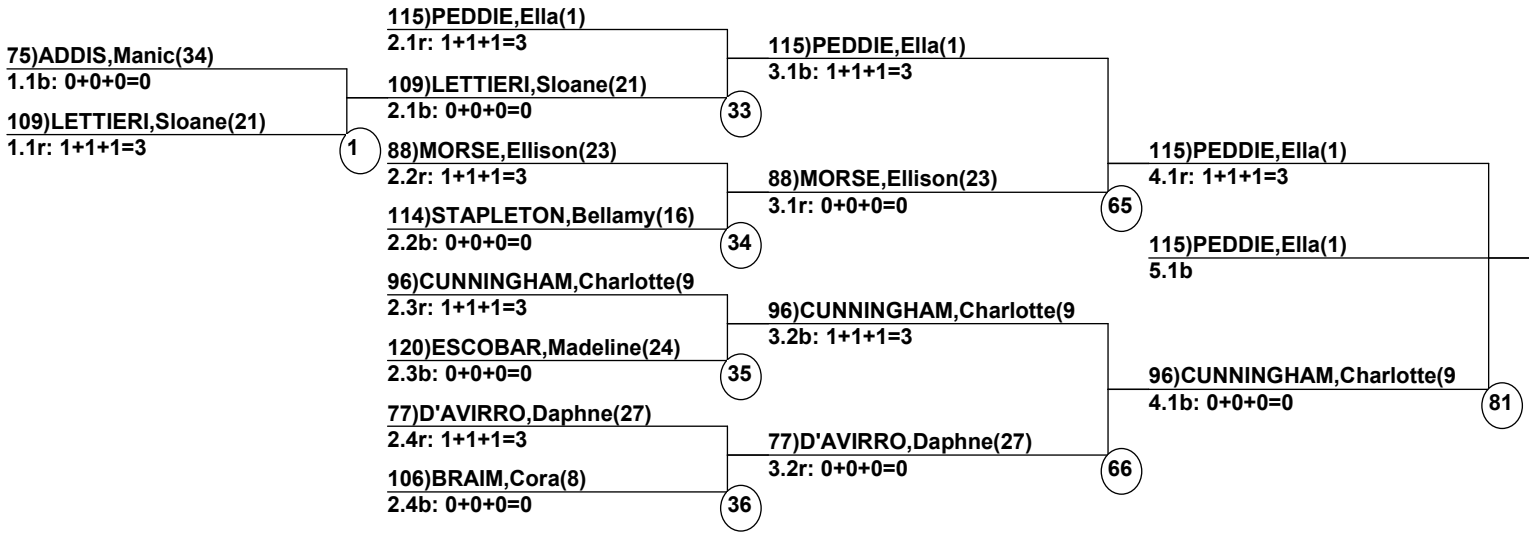 75)ADDIS,Manic(34)
1.1b: 0+0+0=0
109)LETTIERI,Sloane(21)
1.1r: 1+1+1=3
1
115)PEDDIE,Ella(1)
2.1r: 1+1+1=3
109)LETTIERI,Sloane(21)
2.1b: 0+0+0=0
33
88)MORSE,Ellison(23)
2.2r: 1+1+1=3
114)STAPLETON,Bellamy(16)
2.2b: 0+0+0=0
34
96)CUNNINGHAM,Charlotte(9
2.3r: 1+1+1=3
120)ESCOBAR,Madeline(24)
2.3b: 0+0+0=0
35
77)D'AVIRRO,Daphne(27)
2.4r: 1+1+1=3
106)BRAIM,Cora(8)
2.4b: 0+0+0=0
36
115)PEDDIE,Ella(1)
3.1b: 1+1+1=3
88)MORSE,Ellison(23)
3.1r: 0+0+0=0
65
96)CUNNINGHAM,Charlotte(9
3.2b: 1+1+1=3
77)D'AVIRRO,Daphne(27)
3.2r: 0+0+0=0
66
115)PEDDIE,Ella(1)
4.1r: 1+1+1=3
115)PEDDIE,Ella(1)
5.1b
96)CUNNINGHAM,Charlotte(9
4.1b: 0+0+0=0
81